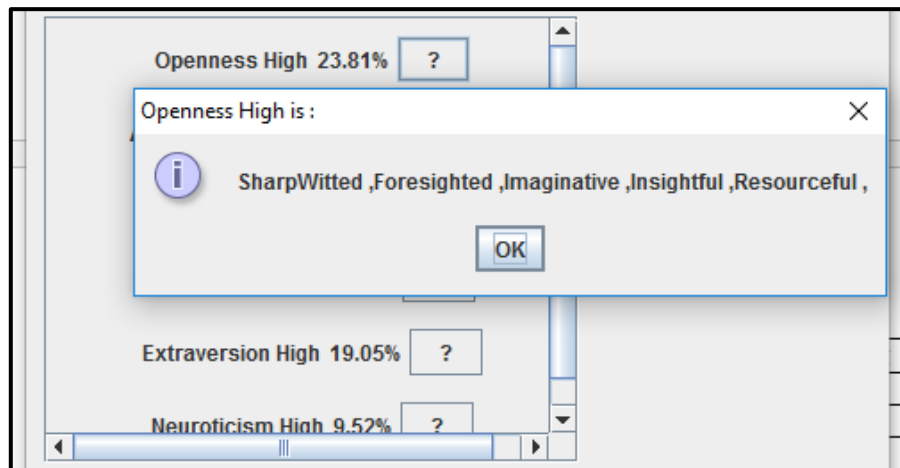 Openness High 23.81% ?
Openness High is :
SharpWitted ,Foresighted ,Imaginative ,Insightful ,Resourceful ,
OK
Extraversion High 19.05% ?
Neuroticism High 9.52% ?